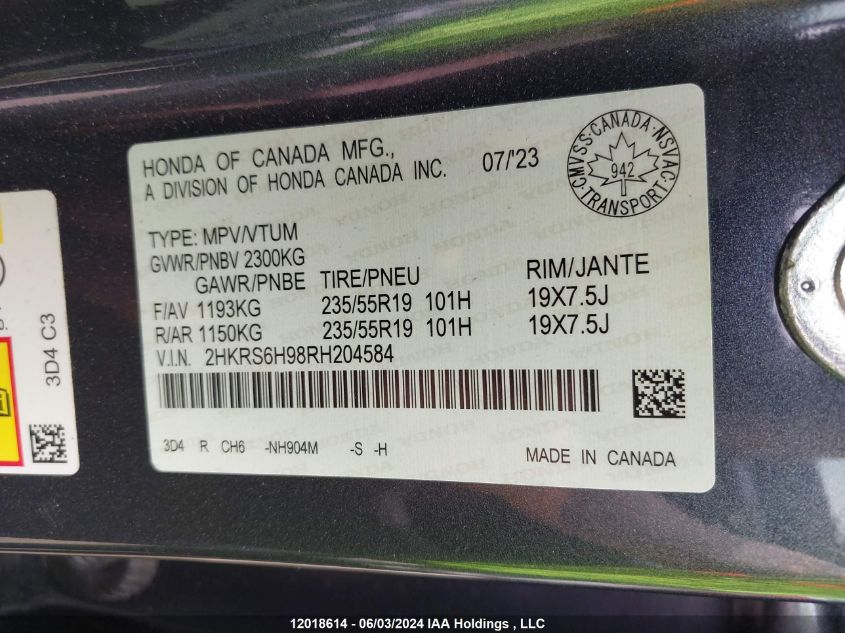 HONDA OF CANADA MFG.,
A DIVISION OF HONDA CANADA INC. 07/'23
CMVSS·CANADA·NSVAC
942
TRANSPORT
TYPE: MPV/VTUM
GVWR/PNBV 2300KG
GAWR/PNBE TIRE/PNEU RIM/JANTE
F/AV 1193KG 235/55R19 101H 19X7.5J
R/AR 1150KG 235/55R19 101H 19X7.5J
V.I.N. 2HKRS6H98RH204584
3D4 R CH6 -NH904M -S -H
MADE IN CANADA
3D4 C3
12018614 - 06/03/2024 IAA Holdings , LLC